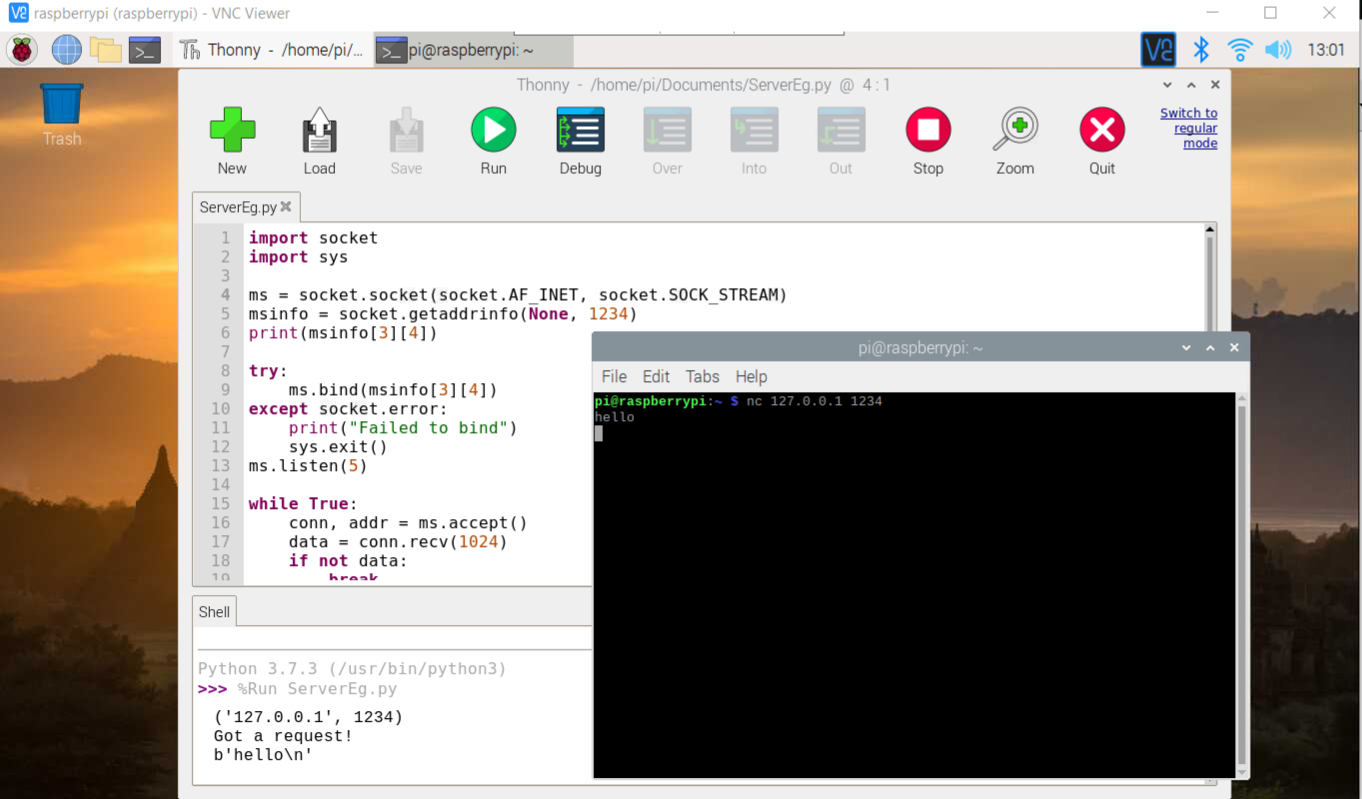 raspberrypi (raspberrypi) - VNC Viewer
Thonny - /home/pi/...
pi@raspberrypi: ~
13:01
Trash
Thonny - /home/pi/Documents/ServerEg.py @ 4 : 1
New Load Save Run Debug Over Into Out Stop Zoom Quit
Switch to
regular
mode
ServerEg.py
1 import socket
2 import sys
3
4 ms = socket.socket(socket.AF_INET, socket.SOCK_STREAM)
5 msinfo = socket.getaddrinfo(None, 1234)
6 print(msinfo[3][4])
7
8 try:
9     ms.bind(msinfo[3][4])
10 except socket.error:
11     print("Failed to bind")
12     sys.exit()
13 ms.listen(5)
14
15 while True:
16     conn, addr = ms.accept()
17     data = conn.recv(1024)
18     if not data:
19         break
Shell
Python 3.7.3 (/usr/bin/python3)
>>> %Run ServerEg.py
('127.0.0.1', 1234)
Got a request!
b'hello\n'
pi@raspberrypi: ~
File Edit Tabs Help
pi@raspberrypi:~ $ nc 127.0.0.1 1234
hello